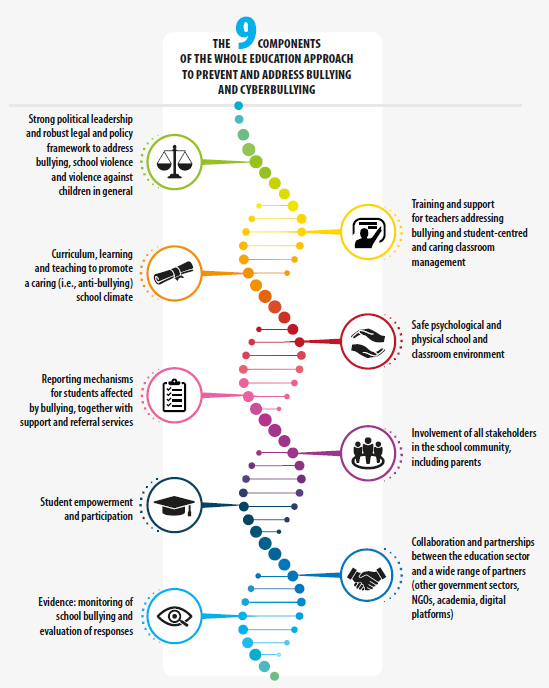 THE 9 COMPONENTS
OF THE WHOLE EDUCATION APPROACH
TO PREVENT AND ADDRESS BULLYING
AND CYBERBULLYING
Strong political leadership
and robust legal and policy
framework to address
bullying, school violence
and violence against
children in general
Training and support
for teachers addressing
bullying and student-centred
and caring classroom
management
Curriculum, learning
and teaching to promote
a caring (i.e., anti-bullying)
school climate
Safe psychological and
physical school and
classroom environment
Reporting mechanisms
for students affected
by bullying, together with
support and referral services
Involvement of all stakeholders
in the school community,
including parents
Student empowerment
and participation
Collaboration and partnerships
between the education sector
and a wide range of partners
(other government sectors,
NGOs, academia, digital
platforms)
Evidence: monitoring of
school bullying and
evaluation of responses